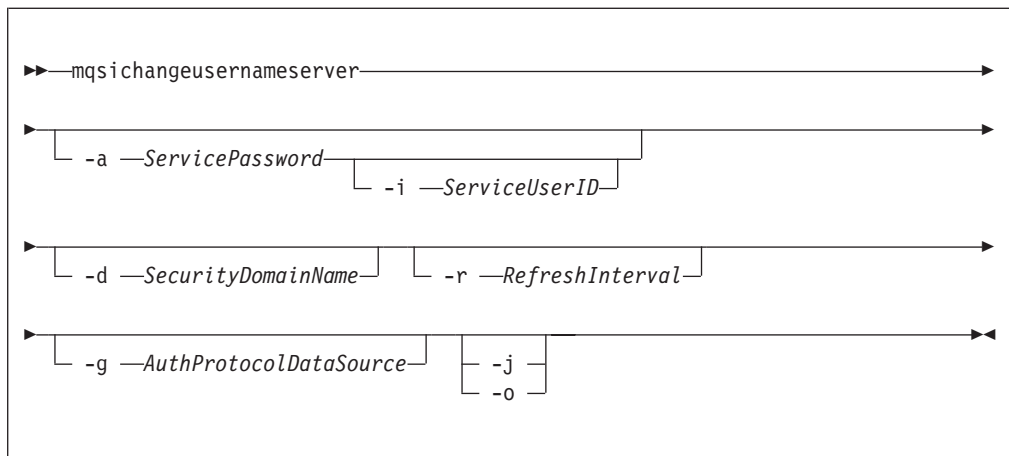 mqsichangeusernameserver
-a ServicePassword
-i ServiceUserID
-d SecurityDomainName -r RefreshInterval
-g AuthProtocolDataSource -j
-o